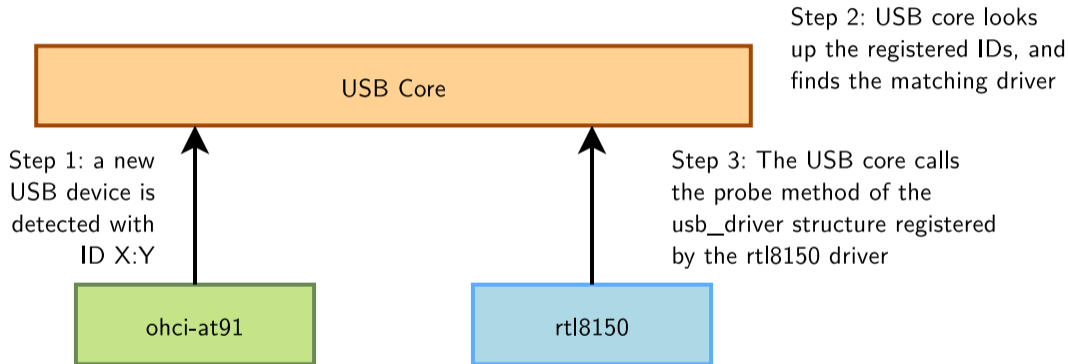 Step 2: USB core looks
up the registered IDs, and
finds the matching driver
USB Core
Step 1: a new
USB device is
detected with
ID X:Y
Step 3: The USB core calls
the probe method of the
usb_driver structure registered
by the rtl8150 driver
ohci-at91
rtl8150